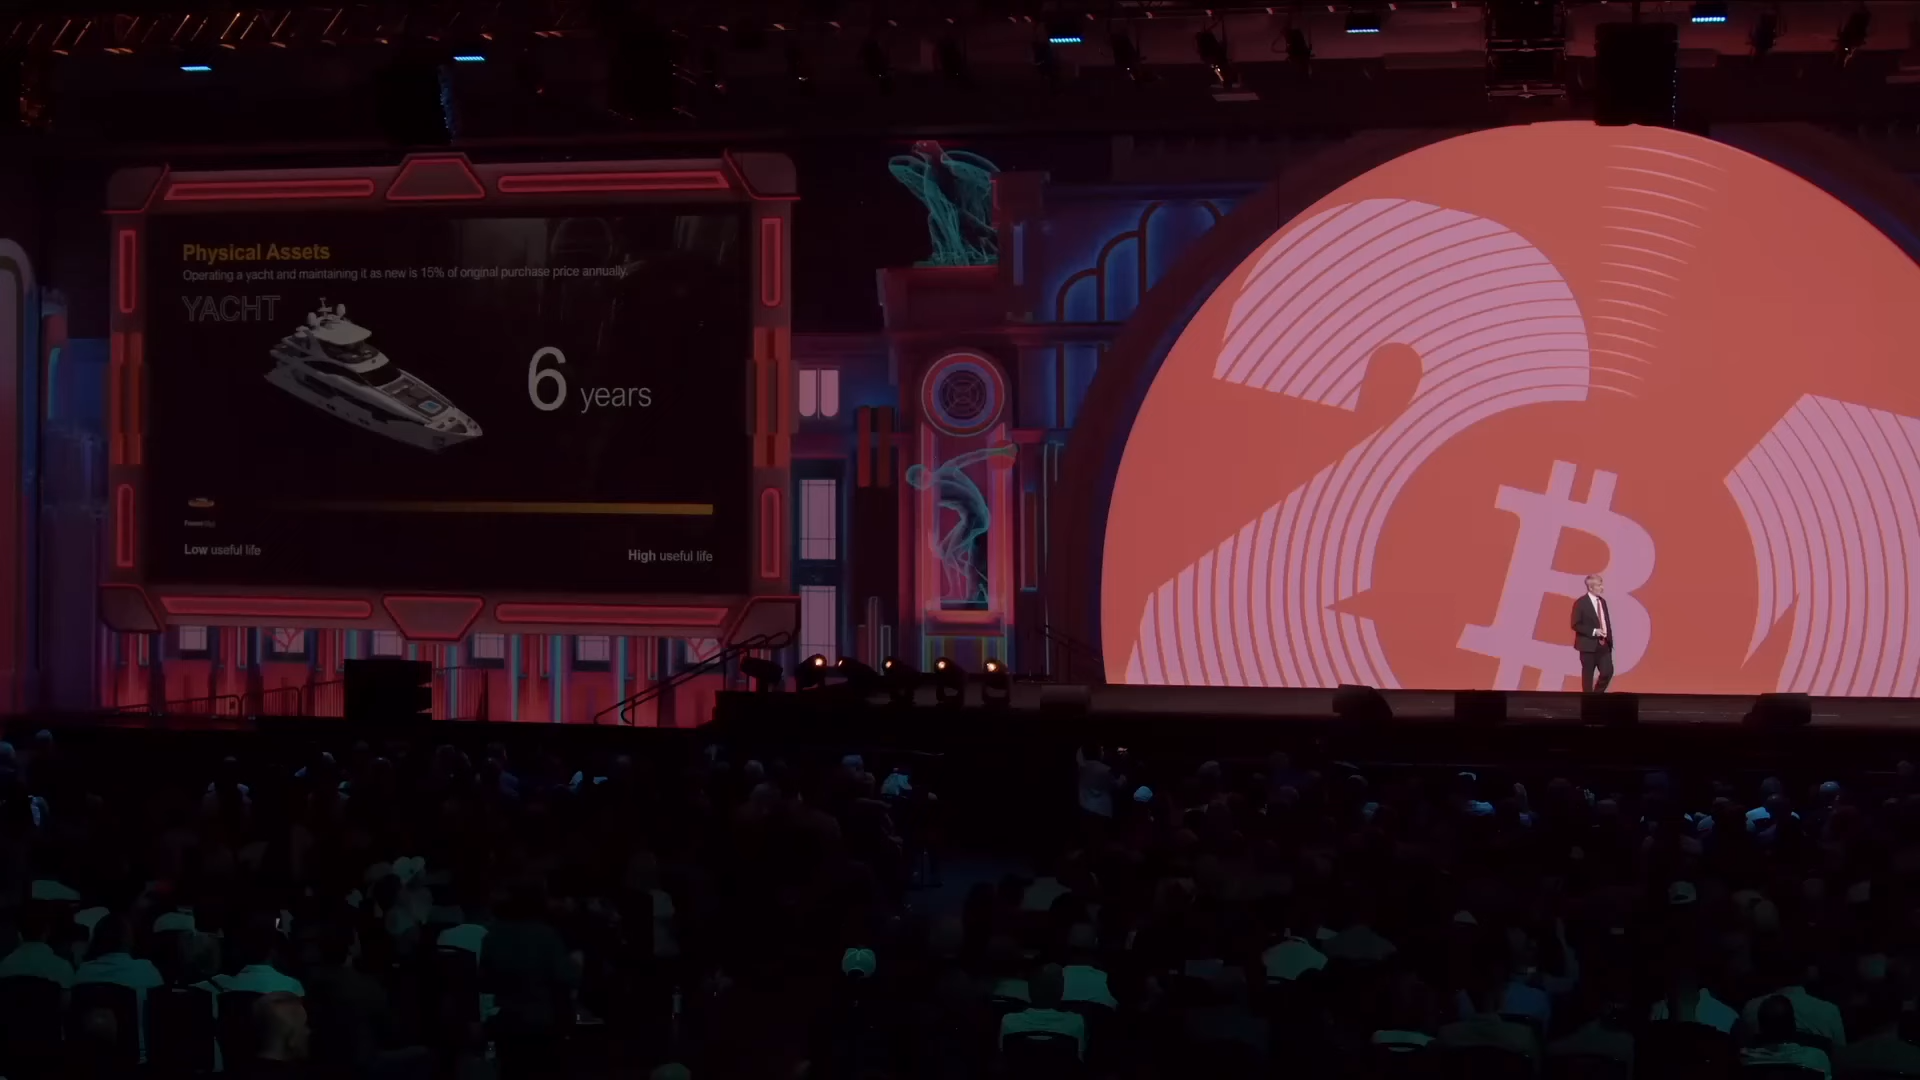 Physical Assets
Operating a yacht and maintaining it as new is 15% of original purchase price annually.
YACHT
6 years
Low useful life
High useful life
2